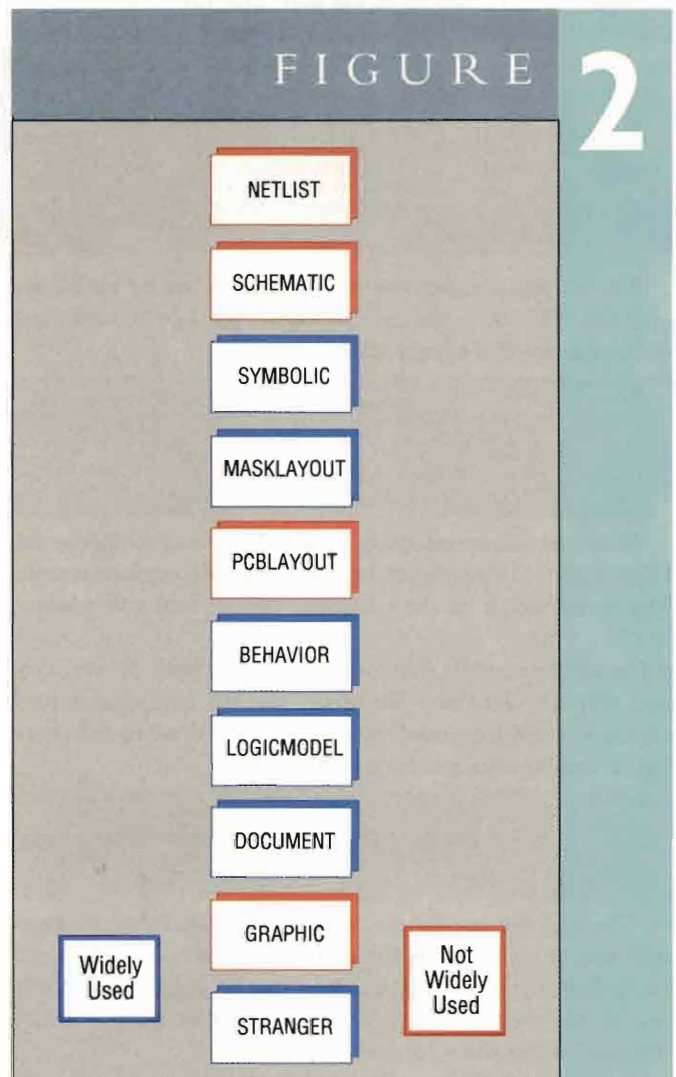 FIGURE 2
NETLIST
SCHEMATIC
SYMBOLIC
MASKLAYOUT
PCBLAYOUT
BEHAVIOR
LOGICMODEL
DOCUMENT
GRAPHIC
STRANGER
Widely
Used
Not
Widely
Used